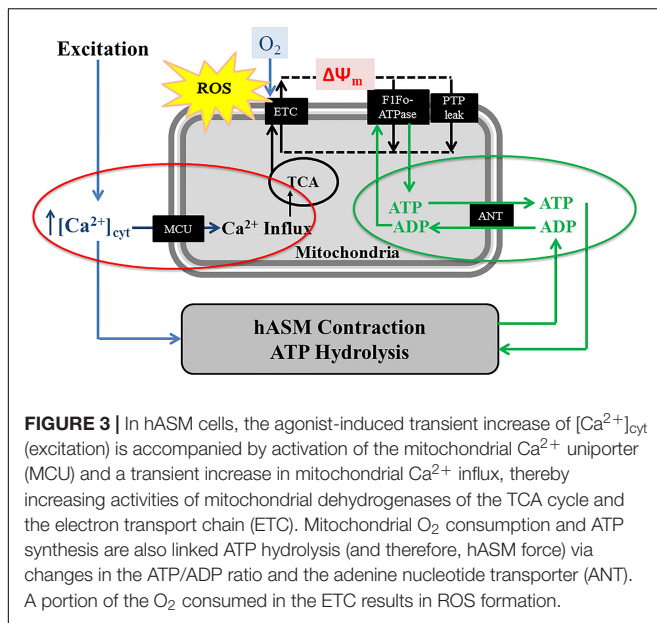 Excitation
O₂
ROS
ΔΨₘ
ETC
F1Fo-
ATPase
PTP
leak
TCA
↑[Ca²⁺]cyt
MCU
Ca²⁺ Influx
Mitochondria
ATP
ADP
ANT
ATP
ADP
hASM Contraction
ATP Hydrolysis
FIGURE 3 | In hASM cells, the agonist-induced transient increase of [Ca²⁺]cyt
(excitation) is accompanied by activation of the mitochondrial Ca²⁺ uniporter
(MCU) and a transient increase in mitochondrial Ca²⁺ influx, thereby
increasing activities of mitochondrial dehydrogenases of the TCA cycle and
the electron transport chain (ETC). Mitochondrial O₂ consumption and ATP
synthesis are also linked ATP hydrolysis (and therefore, hASM force) via
changes in the ATP/ADP ratio and the adenine nucleotide transporter (ANT).
A portion of the O₂ consumed in the ETC results in ROS formation.